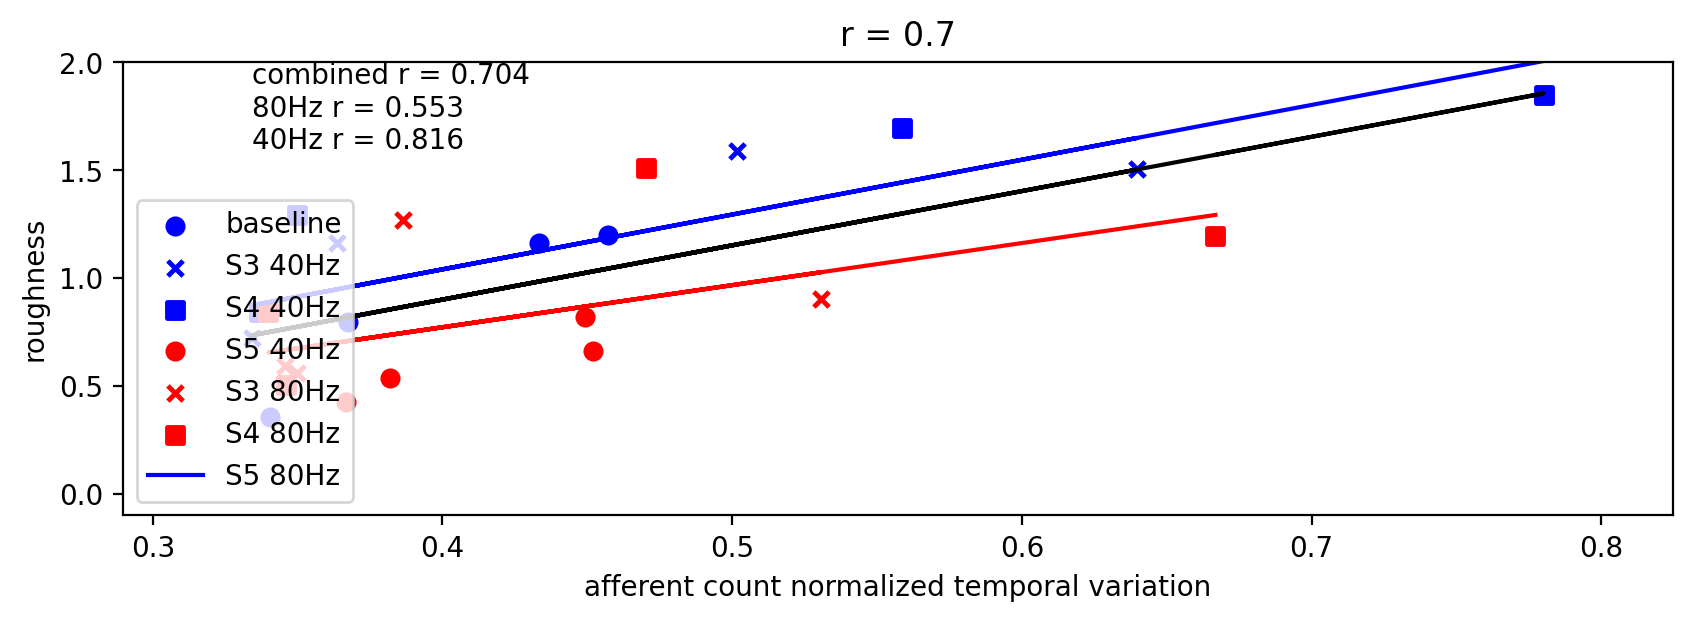 r = 0.7
combined r = 0.704
80Hz r = 0.553
40Hz r = 0.816
2.0
1.5
1.0
0.5
0.0
roughness
baseline
S3 40Hz
S4 40Hz
S5 40Hz
S3 80Hz
S4 80Hz
S5 80Hz
0.3 0.4 0.5 0.6 0.7 0.8
afferent count normalized temporal variation